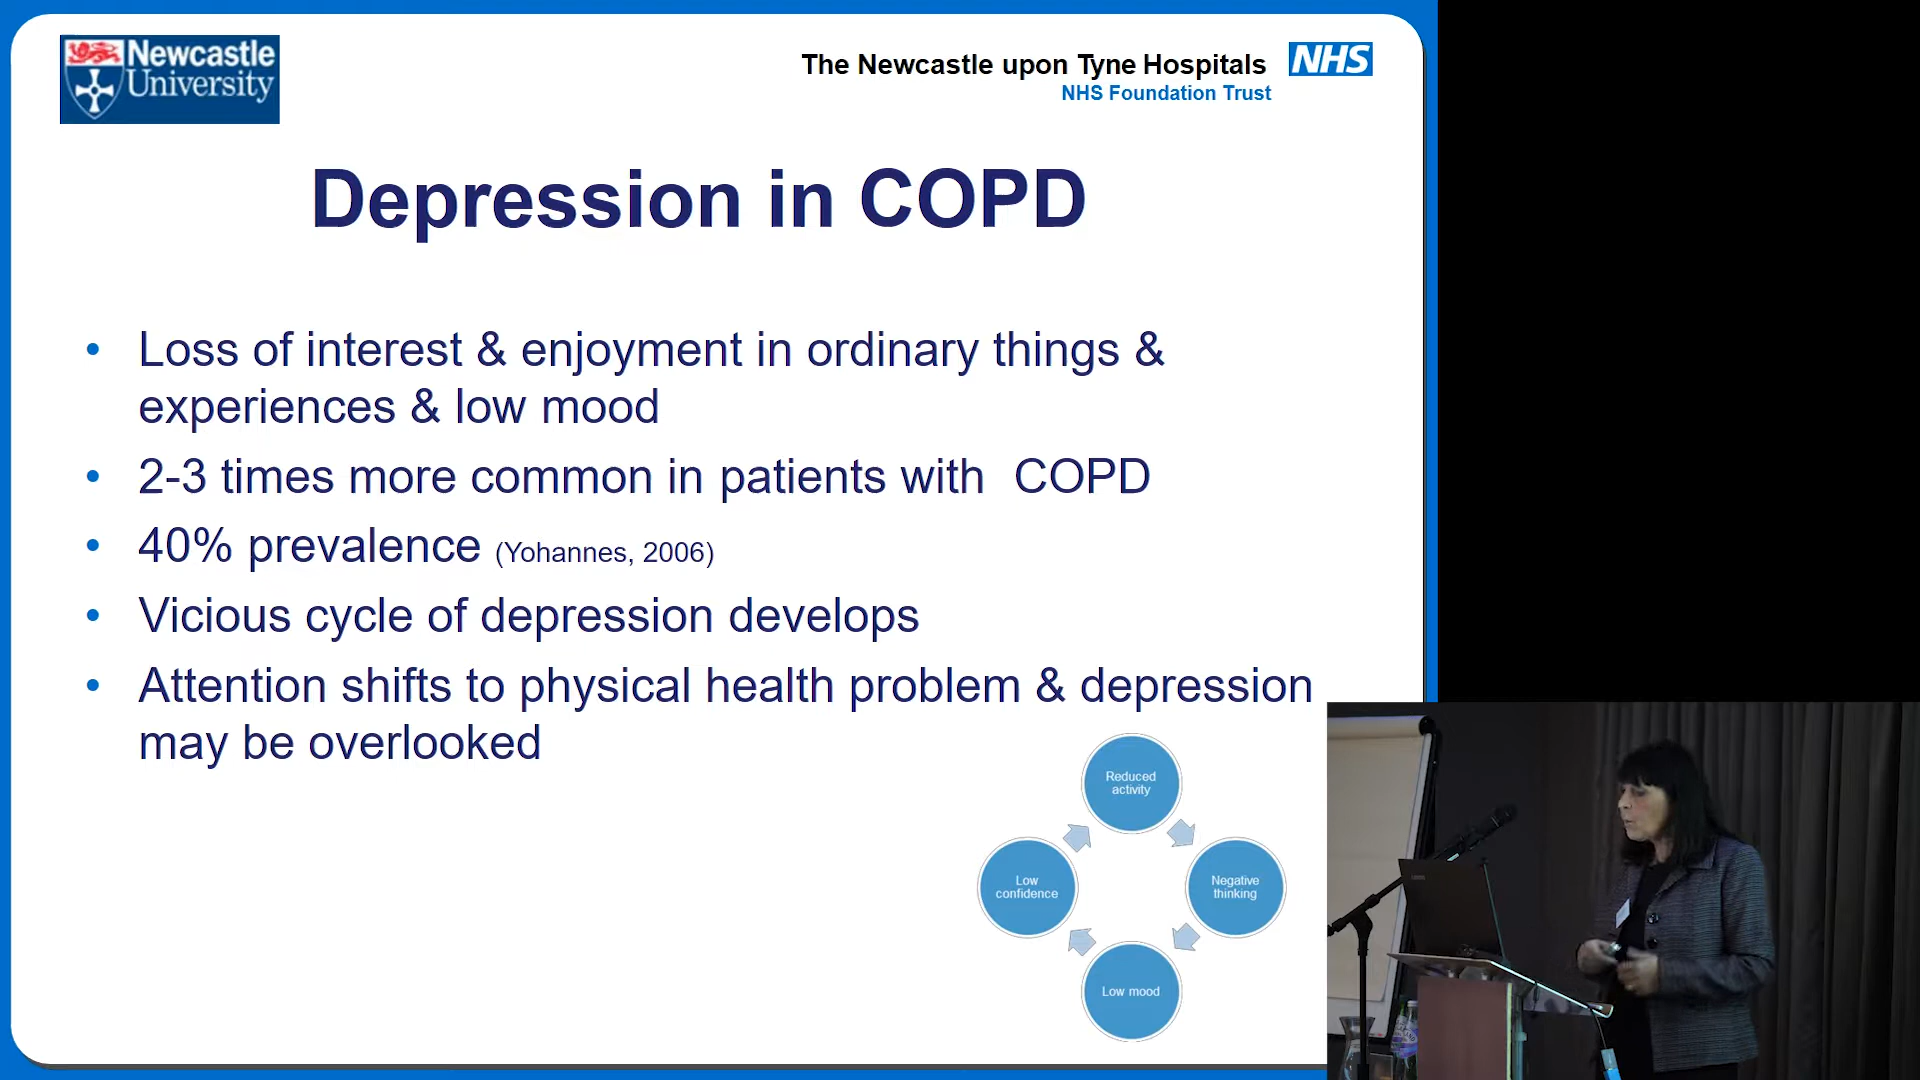 Newcastle
University
The Newcastle upon Tyne Hospitals
NHS
NHS Foundation Trust
Depression in COPD
• Loss of interest & enjoyment in ordinary things &
experiences & low mood
• 2-3 times more common in patients with  COPD
• 40% prevalence (Yohannes, 2006)
• Vicious cycle of depression develops
• Attention shifts to physical health problem & depression
may be overlooked
Reduced
activity
Negative
thinking
Low mood
Low
confidence